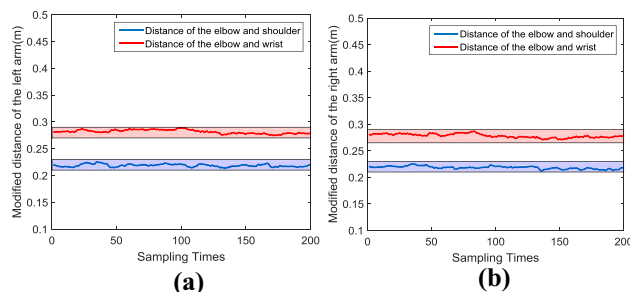 Modified distance of the left arm(m)
0.5
0.45
0.4
0.35
0.3
0.25
0.2
0.15
0.1
Distance of the elbow and shoulder
Distance of the elbow and wrist
0 50 100 150 200
Sampling Times
(a)
Modified distance of the right arm(m)
0.5
0.45
0.4
0.35
0.3
0.25
0.2
0.15
0.1
Distance of the elbow and shoulder
Distance of the elbow and wrist
0 50 100 150 200
Sampling Times
(b)